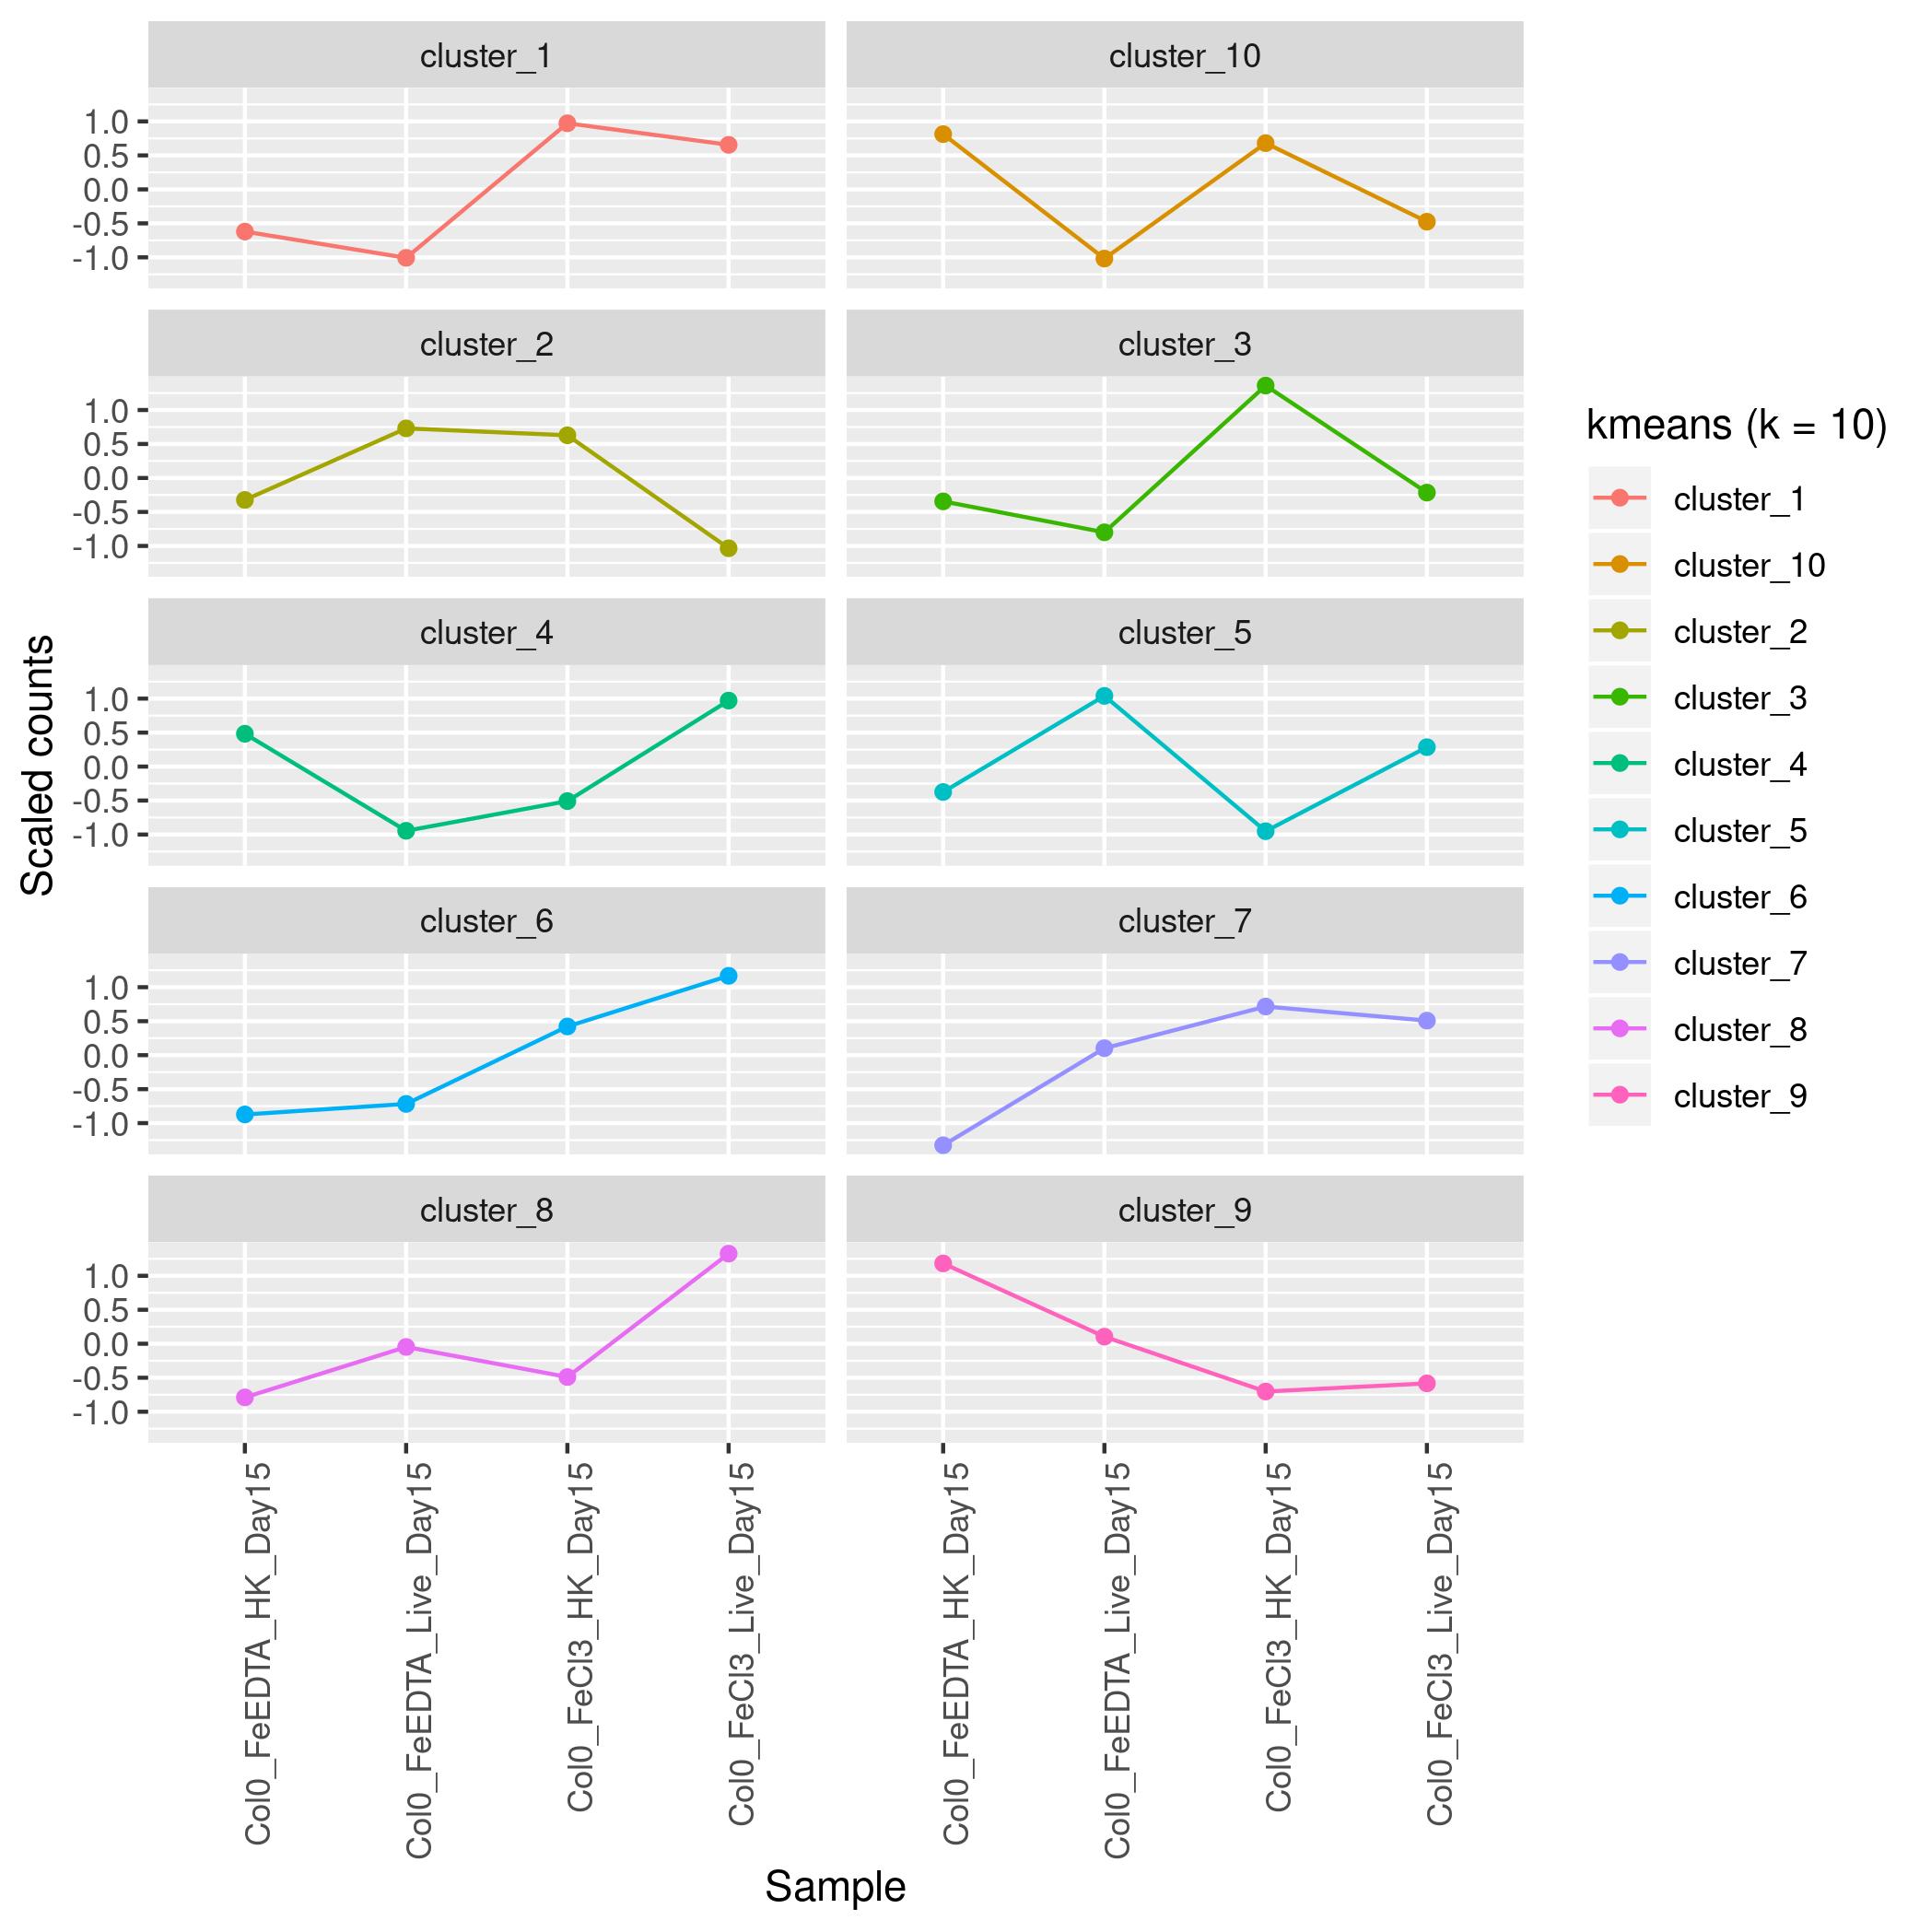 cluster_1
cluster_10
1.0
0.5
0.0
-0.5
-1.0
cluster_2
cluster_3
1.0
0.5
0.0
-0.5
-1.0
cluster_4
cluster_5
1.0
0.5
0.0
-0.5
-1.0
cluster_6
cluster_7
1.0
0.5
0.0
-0.5
-1.0
cluster_8
cluster_9
1.0
0.5
0.0
-0.5
-1.0
Scaled counts
Col0_FeEDTA_HK_Day15
Col0_FeEDTA_Live_Day15
Col0_FeCl3_HK_Day15
Col0_FeCl3_Live_Day15
Col0_FeEDTA_HK_Day15
Col0_FeEDTA_Live_Day15
Col0_FeCl3_HK_Day15
Col0_FeCl3_Live_Day15
Sample
kmeans (k = 10)
cluster_1
cluster_10
cluster_2
cluster_3
cluster_4
cluster_5
cluster_6
cluster_7
cluster_8
cluster_9